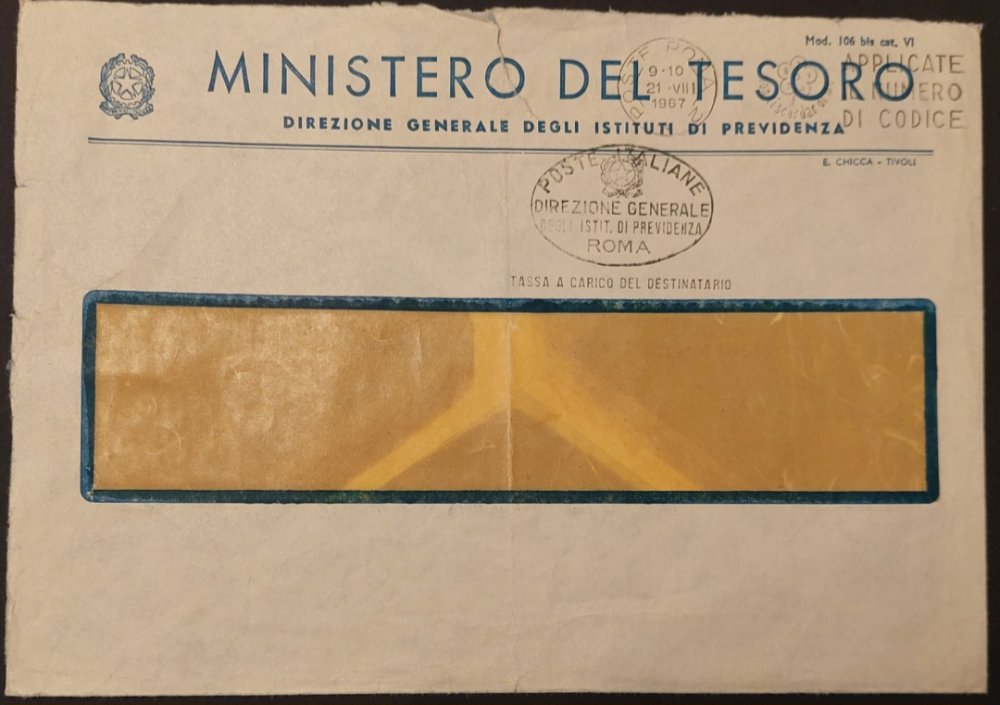 Mod. 106 bis cat. VI
MINISTERO DEL TESORO
DIREZIONE GENERALE DEGLI ISTITUTI DI PREVIDENZA
E. CHICCA - TIVOLI
POSTE ROMA
9-10
21 ·VIII
1967
APPLICATE
IL NUMERO
DI CODICE
POSTE ITALIANE
DIREZIONE GENERALE
DEGLI ISTIT. DI PREVIDENZA
ROMA
TASSA A CARICO DEL DESTINATARIO